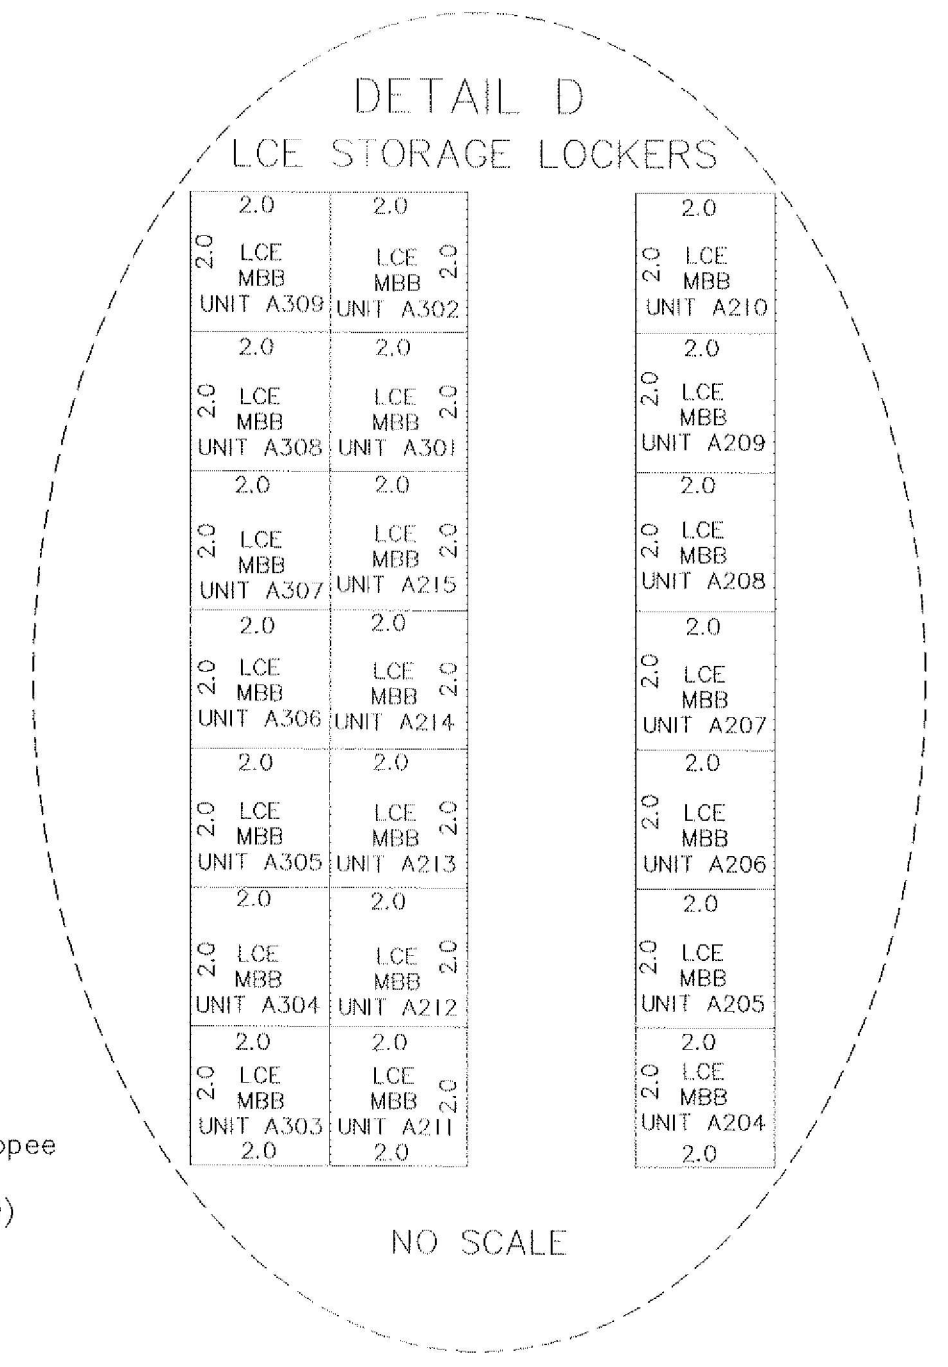 DETAIL D
LCE STORAGE LOCKERS
2.0 2.0 2.0
2.0 LCE LCE 2.0 2.0 LCE
MBB MBB MBB
UNIT A309 UNIT A302 UNIT A210
2.0 2.0 2.0
2.0 LCE LCE 2.0 2.0 LCE
MBB MBB MBB
UNIT A308 UNIT A301 UNIT A209
2.0 2.0 2.0
2.0 LCE LCE 2.0 2.0 LCE
MBB MBB MBB
UNIT A307 UNIT A215 UNIT A208
2.0 2.0 2.0
2.0 LCE LCE 2.0 2.0 LCE
MBB MBB MBB
UNIT A306 UNIT A214 UNIT A207
2.0 2.0 2.0
2.0 LCE LCE 2.0 2.0 LCE
MBB MBB MBB
UNIT A305 UNIT A213 UNIT A206
2.0 2.0 2.0
2.0 LCE LCE 2.0 2.0 LCE
MBB MBB MBB
UNIT A304 UNIT A212 UNIT A205
2.0 2.0 2.0
2.0 LCE LCE 2.0 2.0 LCE
MBB MBB MBB
UNIT A303 UNIT A211 UNIT A204
2.0 2.0 2.0
NO SCALE